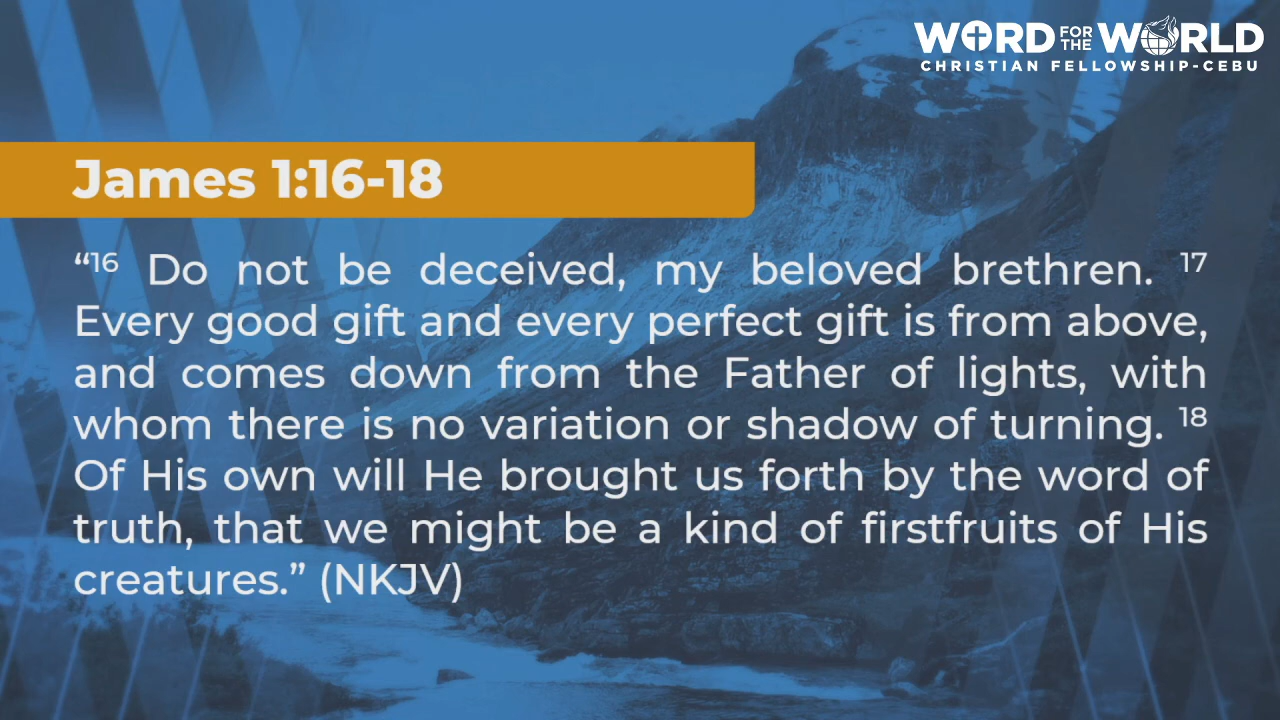 WORD FOR THE WORLD
CHRISTIAN FELLOWSHIP-CEBU
James 1:16-18
“16 Do not be deceived, my beloved brethren. 17
Every good gift and every perfect gift is from above,
and comes down from the Father of lights, with
whom there is no variation or shadow of turning. 18
Of His own will He brought us forth by the word of
truth, that we might be a kind of firstfruits of His
creatures.” (NKJV)